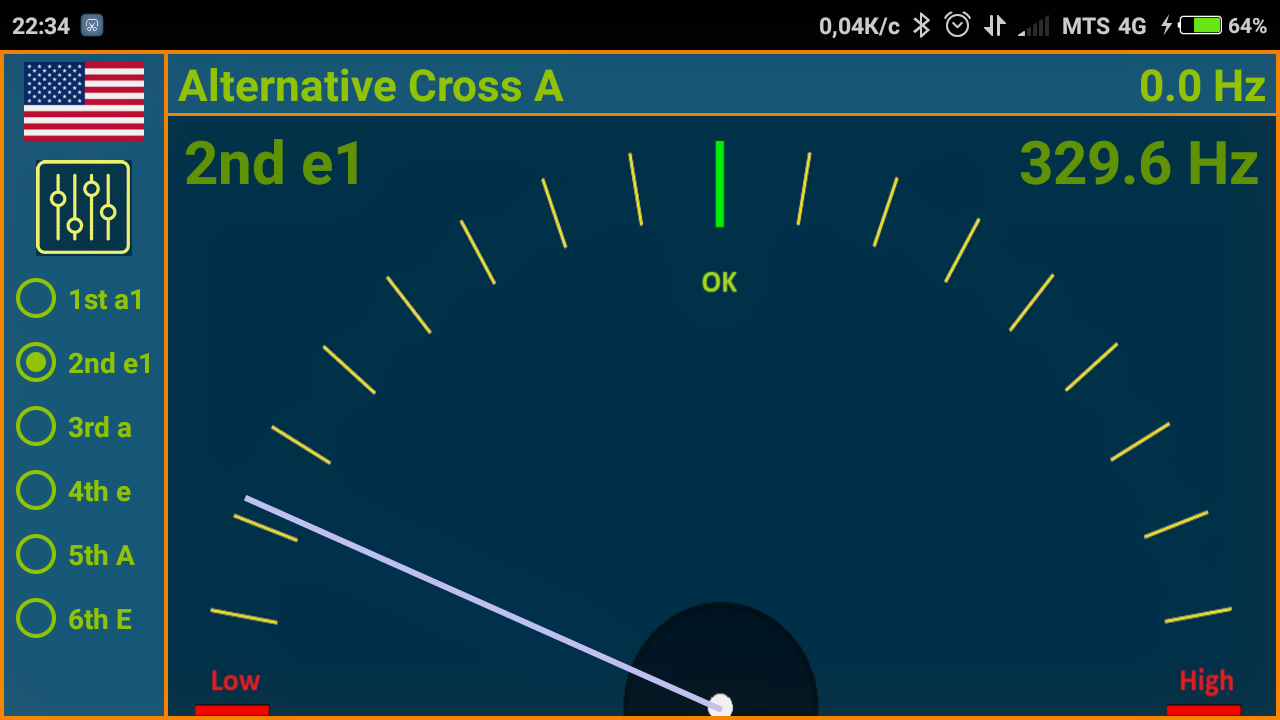 22:34 0,04K/c MTS 4G 64%
Alternative Cross A 0.0 Hz
2nd e1 329.6 Hz
OK
1st a1
2nd e1
3rd a
4th e
5th A
6th E
Low High